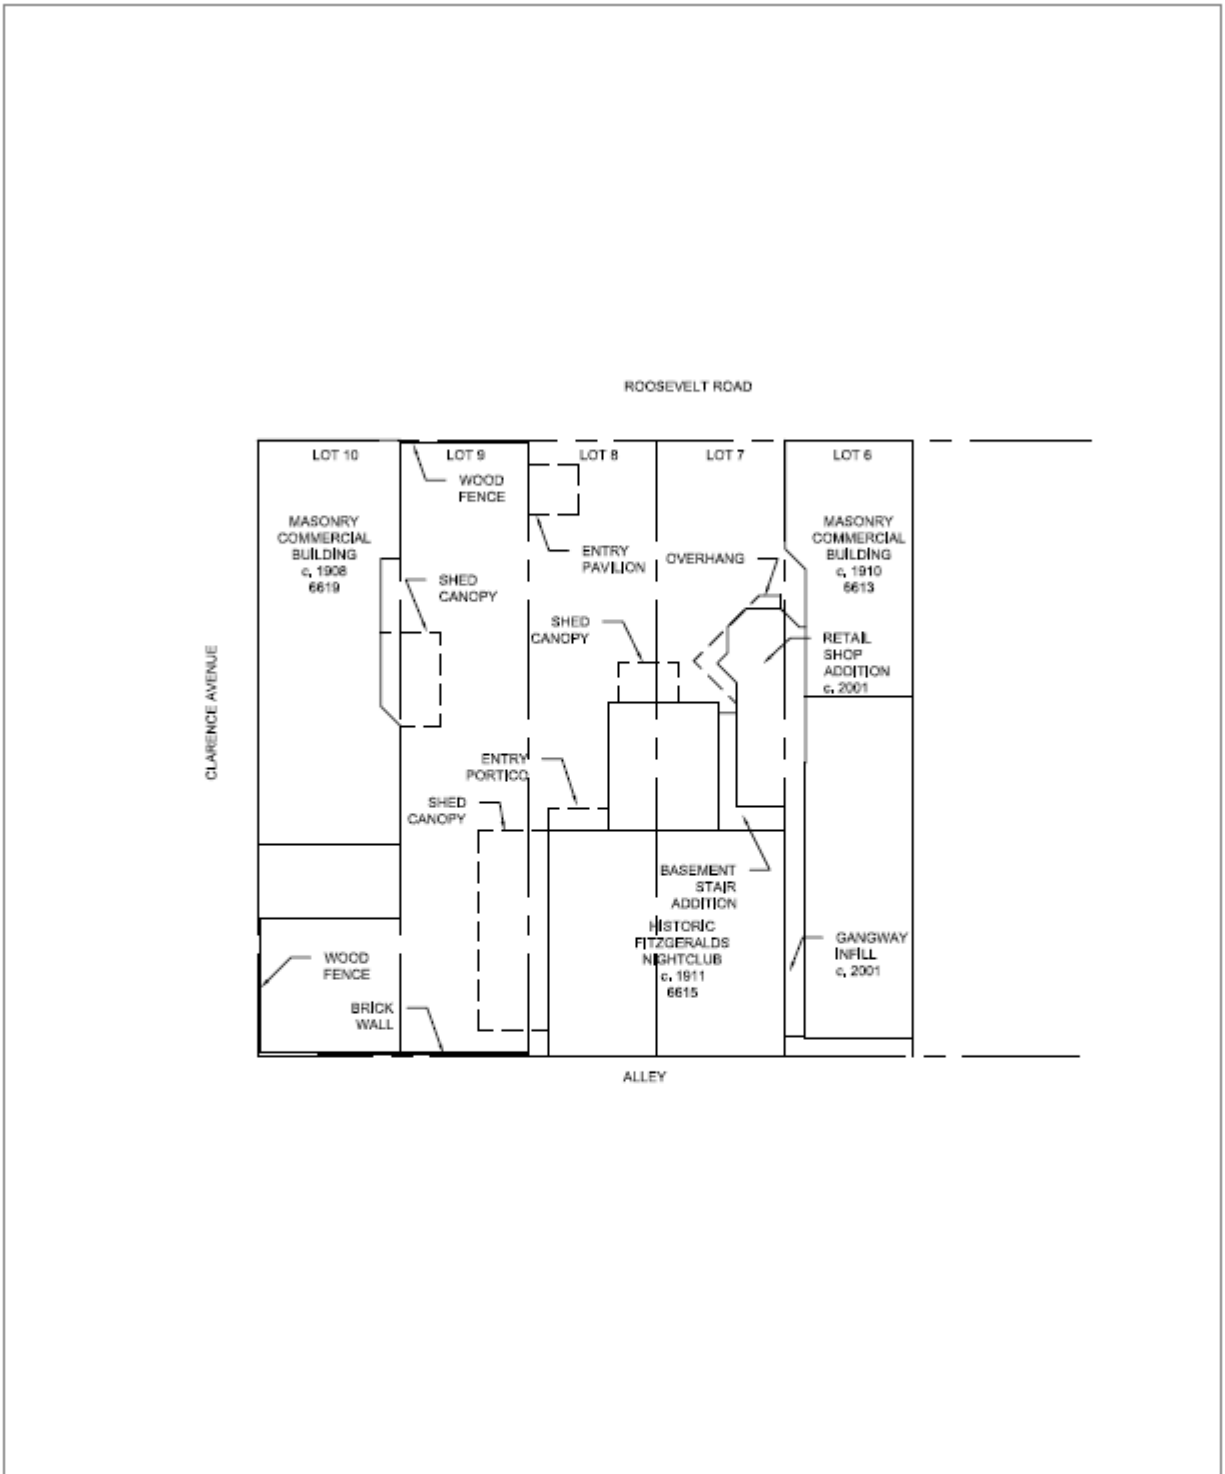 ROOSEVELT ROAD
LOT 10
LOT 9
LOT 8
LOT 7
LOT 6
WOOD
FENCE
MASONRY
COMMERCIAL
BUILDING
c. 1908
6619
MASONRY
COMMERCIAL
BUILDING
c. 1910
6613
ENTRY
PAVILION
OVERHANG
SHED
CANOPY
SHED
CANOPY
RETAIL
SHOP
ADDITION
c. 2001
CLARENCE AVENUE
ENTRY
PORTICO
SHED
CANOPY
BASEMENT
STAIR
ADDITION
HISTORIC
FITZGERALDS
NIGHTCLUB
c. 1911
6615
GANGWAY
INFILL
c. 2001
WOOD
FENCE
BRICK
WALL
ALLEY